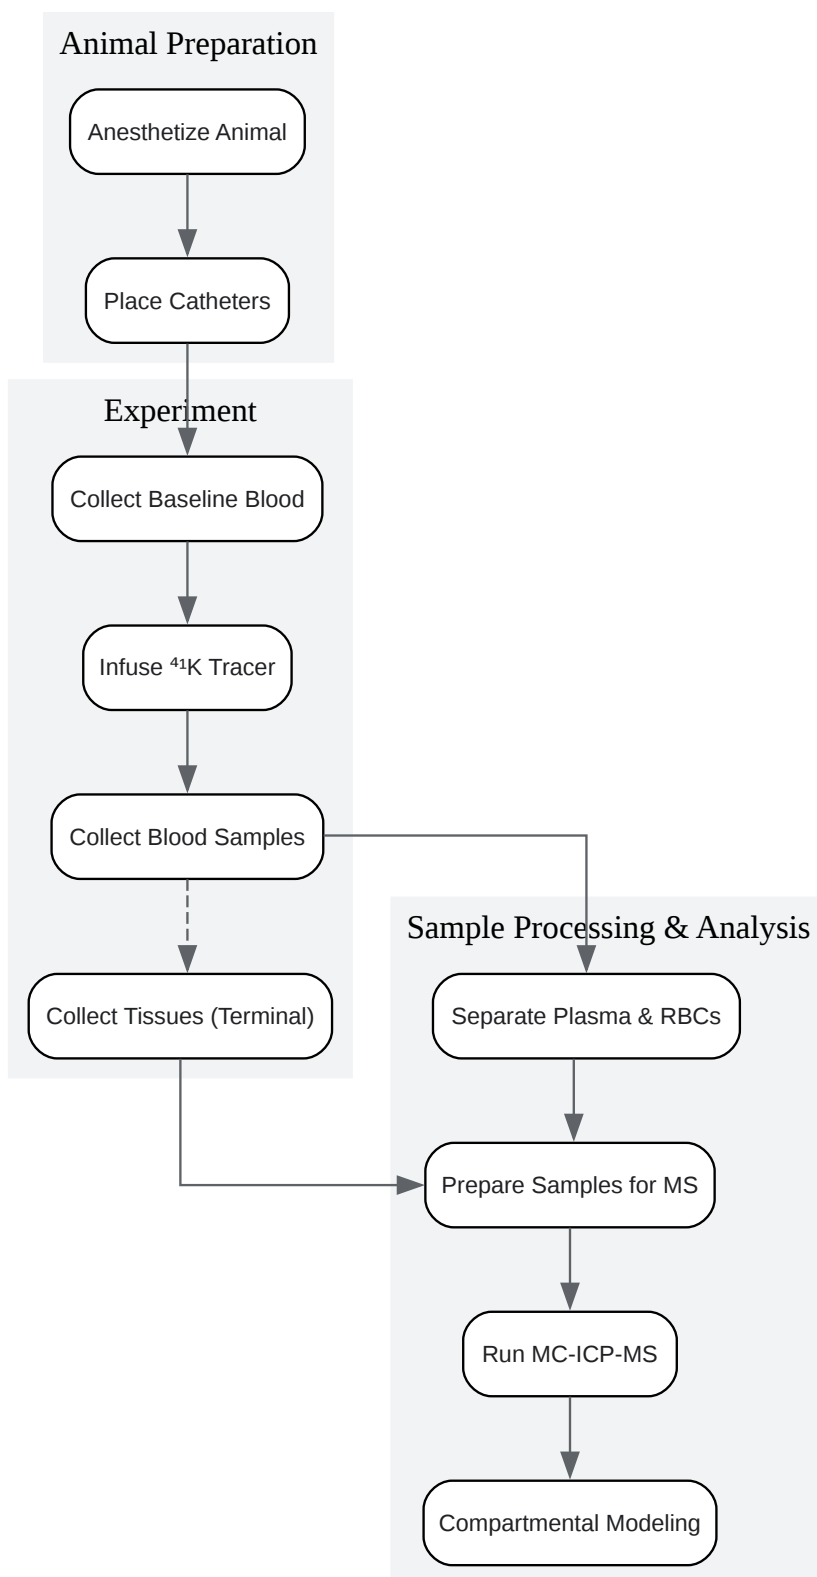 Animal Preparation
Anesthetize Animal
Place Catheters
Experiment
Collect Baseline Blood
Infuse ⁴¹K Tracer
Collect Blood Samples
Collect Tissues (Terminal)
Sample Processing & Analysis
Separate Plasma & RBCs
Prepare Samples for MS
Run MC-ICP-MS
Compartmental Modeling